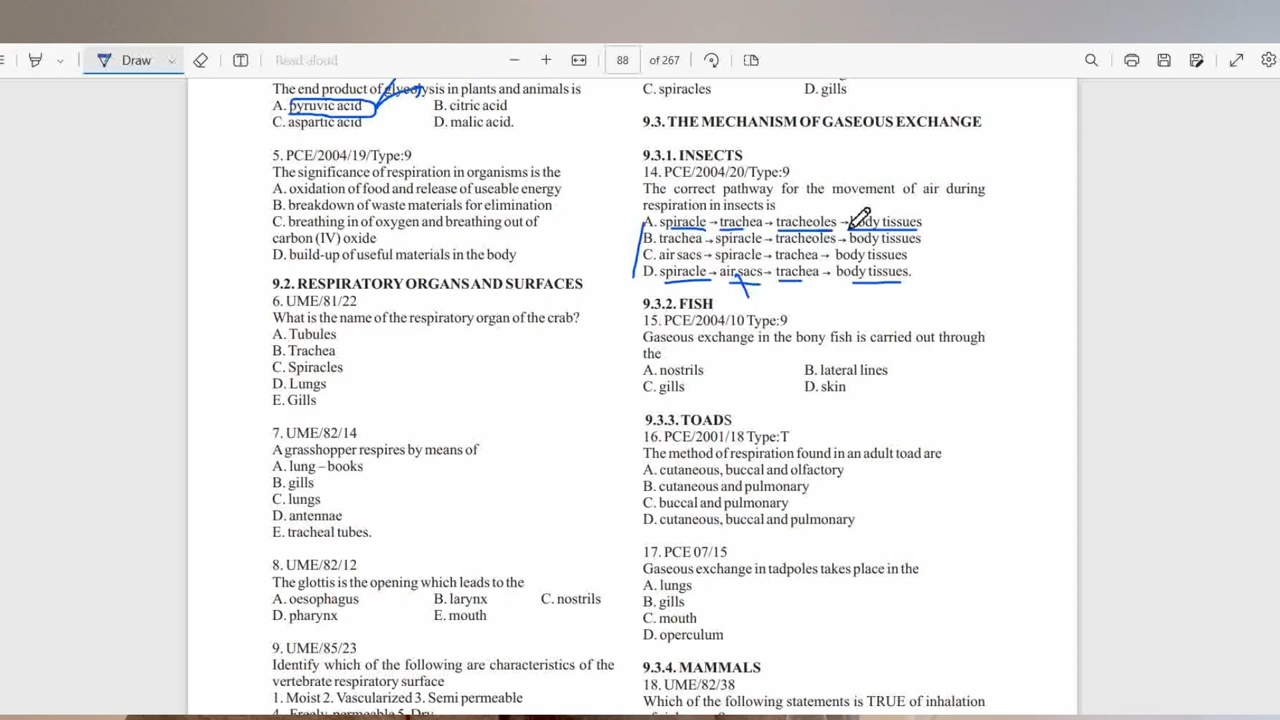 Draw
Read aloud
88 of 267
The end product of glycolysis in plants and animals is
A. pyruvic acid B. citric acid
C. aspartic acid D. malic acid.
5. PCE/2004/19/Type:9
The significance of respiration in organisms is the
A. oxidation of food and release of useable energy
B. breakdown of waste materials for elimination
C. breathing in of oxygen and breathing out of
carbon (IV) oxide
D. build-up of useful materials in the body
9.2. RESPIRATORY ORGANS AND SURFACES
6. UME/81/22
What is the name of the respiratory organ of the crab?
A. Tubules
B. Trachea
C. Spiracles
D. Lungs
E. Gills
7. UME/82/14
A grasshopper respires by means of
A. lung – books
B. gills
C. lungs
D. antennae
E. tracheal tubes.
8. UME/82/12
The glottis is the opening which leads to the
A. oesophagus B. larynx C. nostrils
D. pharynx E. mouth
9. UME/85/23
Identify which of the following are characteristics of the
vertebrate respiratory surface
1. Moist 2. Vascularized 3. Semi permeable
4. Freely permeable 5. Dry
C. spiracles D. gills
9.3. THE MECHANISM OF GASEOUS EXCHANGE
9.3.1. INSECTS
14. PCE/2004/20/Type:9
The correct pathway for the movement of air during
respiration in insects is
A. spiracle → trachea → tracheoles → body tissues
B. trachea → spiracle → tracheoles → body tissues
C. air sacs → spiracle → trachea → body tissues
D. spiracle → air sacs → trachea → body tissues.
9.3.2. FISH
15. PCE/2004/10 Type:9
Gaseous exchange in the bony fish is carried out through
the
A. nostrils B. lateral lines
C. gills D. skin
9.3.3. TOADS
16. PCE/2001/18 Type:T
The method of respiration found in an adult toad are
A. cutaneous, buccal and olfactory
B. cutaneous and pulmonary
C. buccal and pulmonary
D. cutaneous, buccal and pulmonary
17. PCE 07/15
Gaseous exchange in tadpoles takes place in the
A. lungs
B. gills
C. mouth
D. operculum
9.3.4. MAMMALS
18. UME/82/38
Which of the following statements is TRUE of inhalation